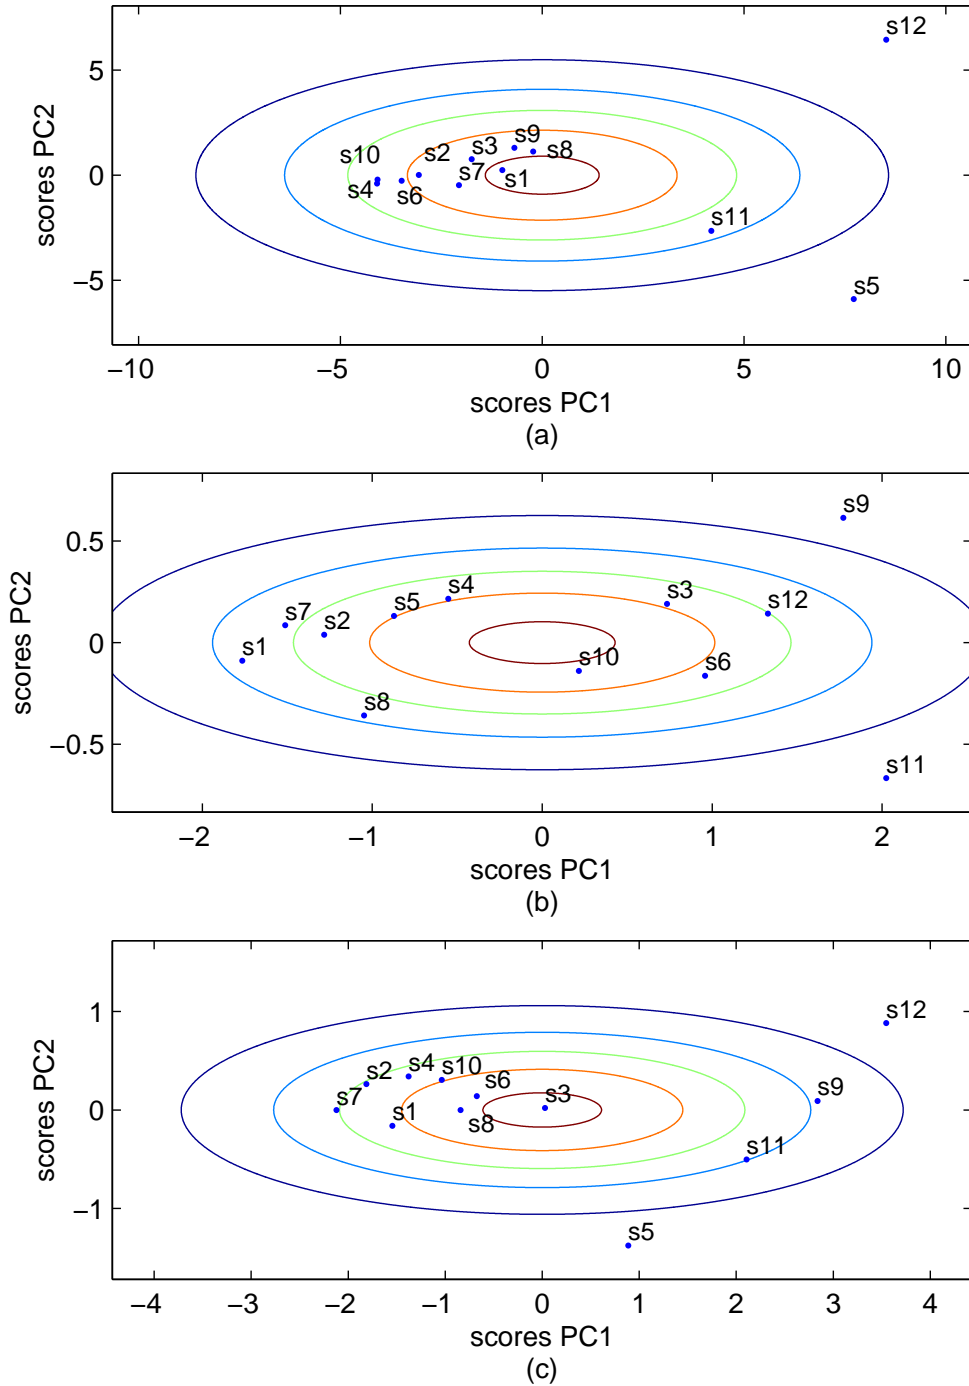 s12
5
s9
s3
s2
s8
s10
s7
scores PC2
0
s1
s4
s6
s11
s5
−5
−10
−5
0
5
10
scores PC1
(a)
s9
0.5
s4
s5
s3
s12
s7
s2
scores PC2
0
s1
s10
s6
s8
−0.5
s11
−2
−1
0
1
2
scores PC1
(b)
s12
1
s4
s2
s10
s6
s9
s7
s3
scores PC2
0
s1
s8
s11
−1
s5
−4
−3
−2
−1
0
1
2
3
4
scores PC1
(c)